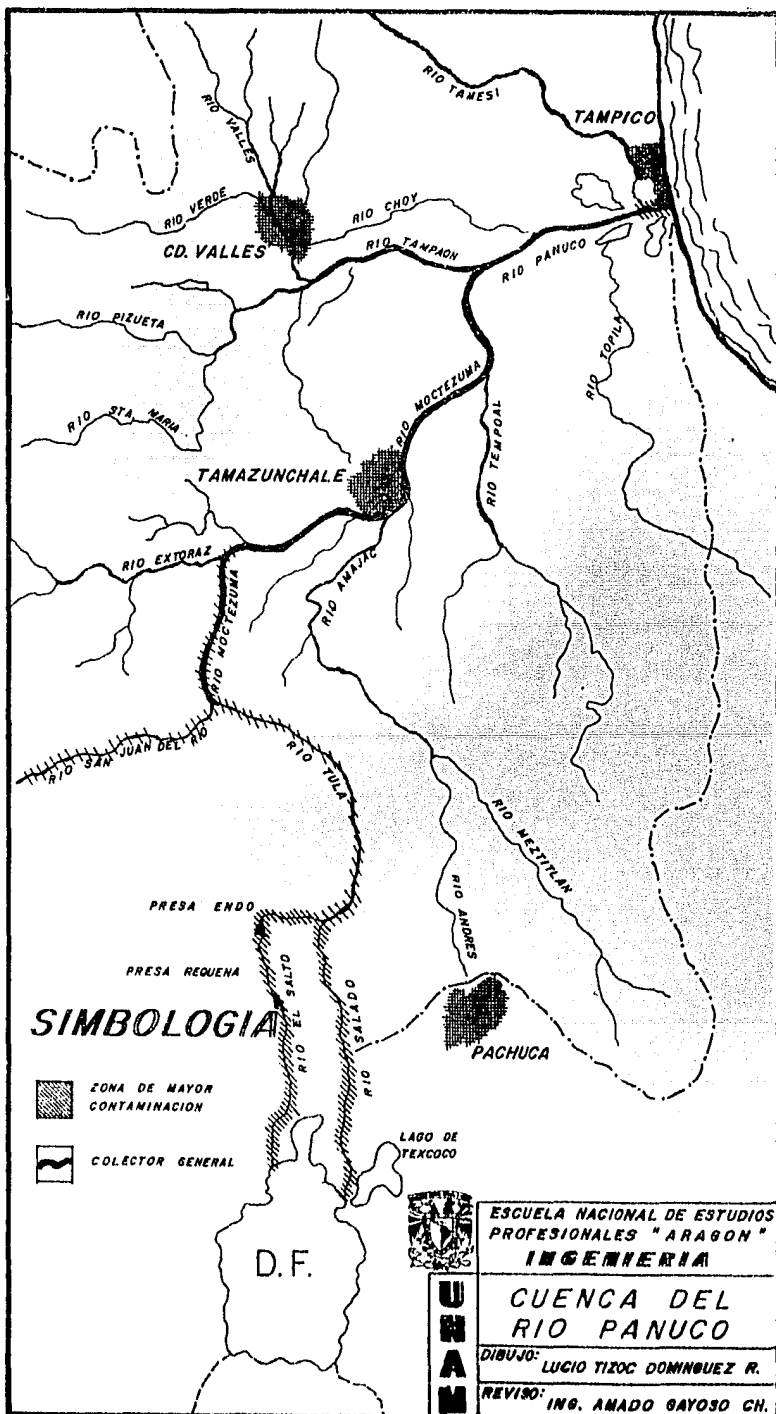 RIO TAMESI
TAMPICO
RIO VALLES
RIO VERDE
RIO CHOY
CD. VALLES
RIO TAMPAON
RIO PANUCO
RIO PIZUETA
RIO TOPILA
RIO MOCTEZUMA
RIO STA. MARIA
RIO TEMPOAL
TAMAZUNCHALE
RIO EXTORAZ
RIO AMAJAC
RIO MOCTEZUMA
RIO SAN JUAN DEL RIO
RIO TULA
RIO MEZTITLAN
RIO ANDRES
PRESA ENDO
PRESA REQUENA
RIO EL SALTO
RIO SALADO
SIMBOLOGIA
PACHUCA
ZONA DE MAYOR
CONTAMINACION
COLECTOR GENERAL
LAGO DE
TEXCOCO
D.F.
ESCUELA NACIONAL DE ESTUDIOS
PROFESIONALES "ARAGON"
INGENIERIA
UNAM
CUENCA DEL
RIO PANUCO
DIBUJO: LUCIO TIZOC DOMINGUEZ R.
REVISO: ING. AMADO GAYOSO CH.